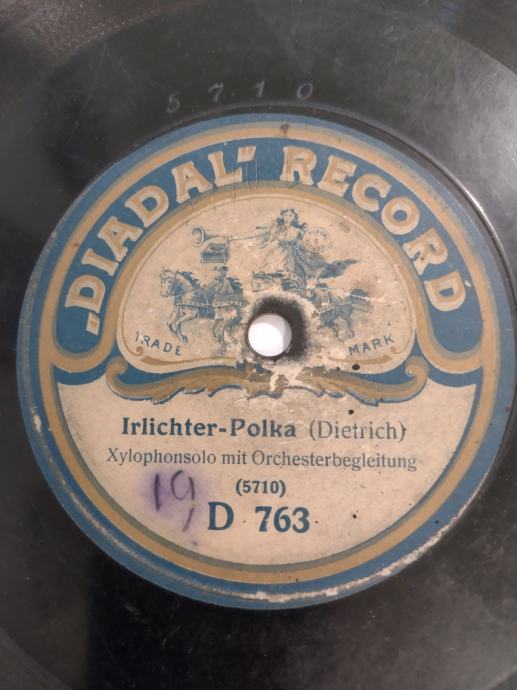 5710
„DIADAL“ RECORD
TRADE MARK
Irlichter-Polka (Dietrich)
Xylophonsolo mit Orchesterbegleitung
(5710)
19
D 763